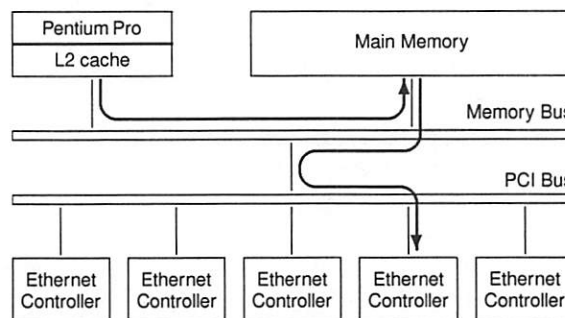 Pentium Pro
L2 cache
Main Memory
Memory Bus
PCI Bus
Ethernet
Controller
Ethernet
Controller
Ethernet
Controller
Ethernet
Controller
Ethernet
Controller